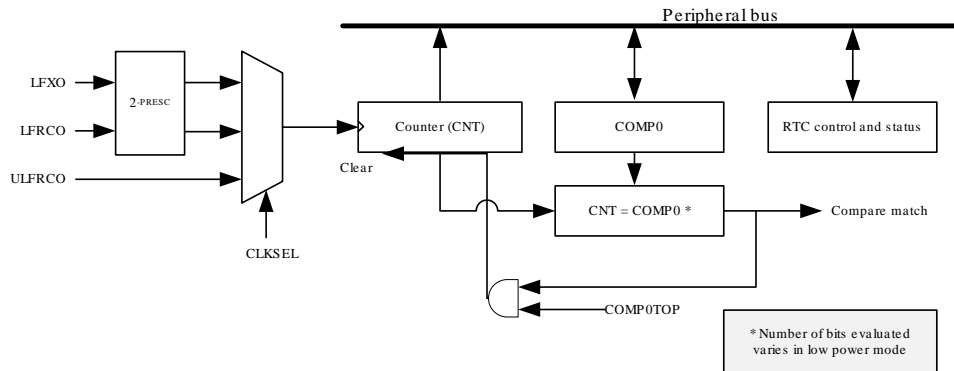 Peripheral bus
LFXO
2-PRESC
LFRCO
ULFRCO
CLKSEL
Counter (CNT)
Clear
COMP0
RTC control and status
CNT = COMP0 *
Compare match
COMP0TOP
* Number of bits evaluated
varies in low power mode